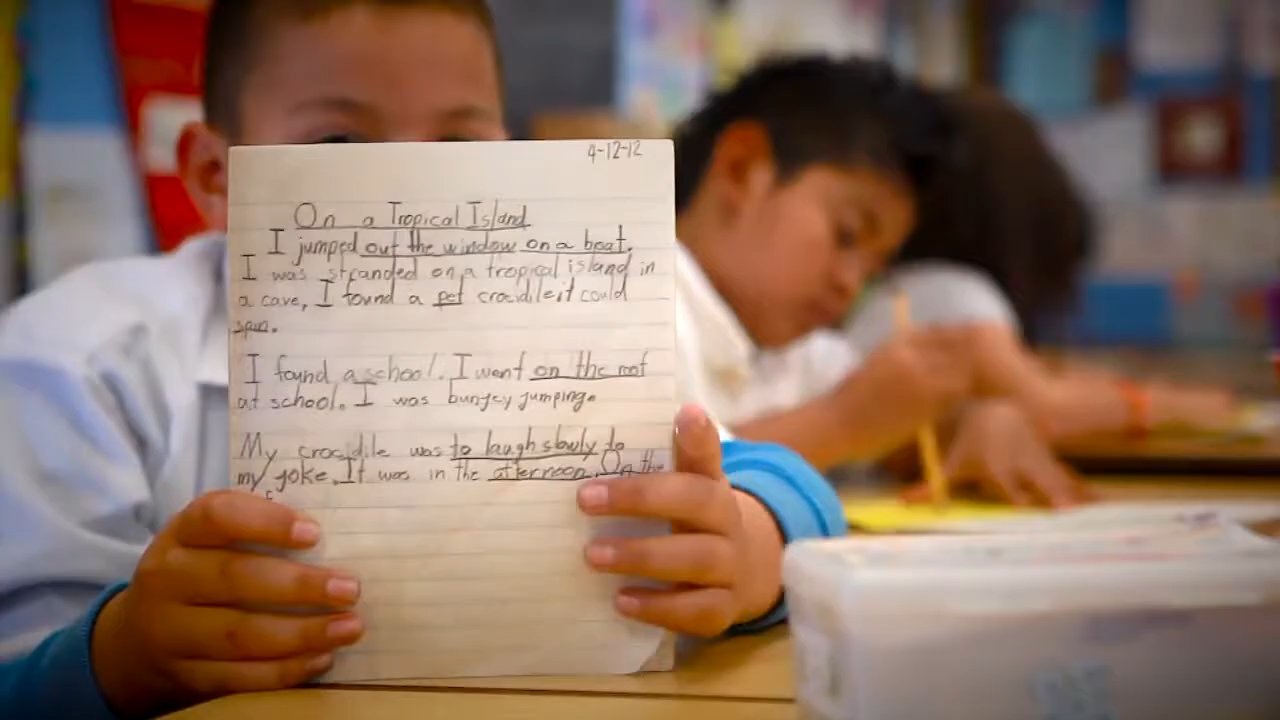 4-12-12
On a Tropical Island
I jumped out the window on a boat.
I was stranded on a tropical island in
a cave, I found a pet crocidile it could
spin.
I found a school. I went on the roof
at school. I was bungey jumping.
My crocidile was to laugh slowly to
my joke. It was in the afternoon. On the